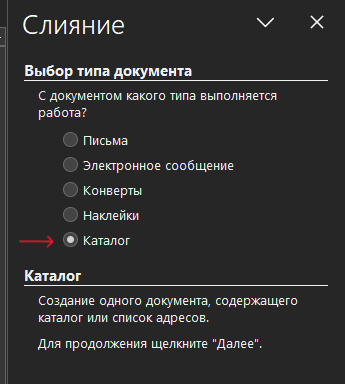 Слияние
Выбор типа документа
С документом какого типа выполняется
работа?
Письма
Электронное сообщение
Конверты
Наклейки
Каталог
Каталог
Создание одного документа, содержащего
каталог или список адресов.
Для продолжения щелкните "Далее".